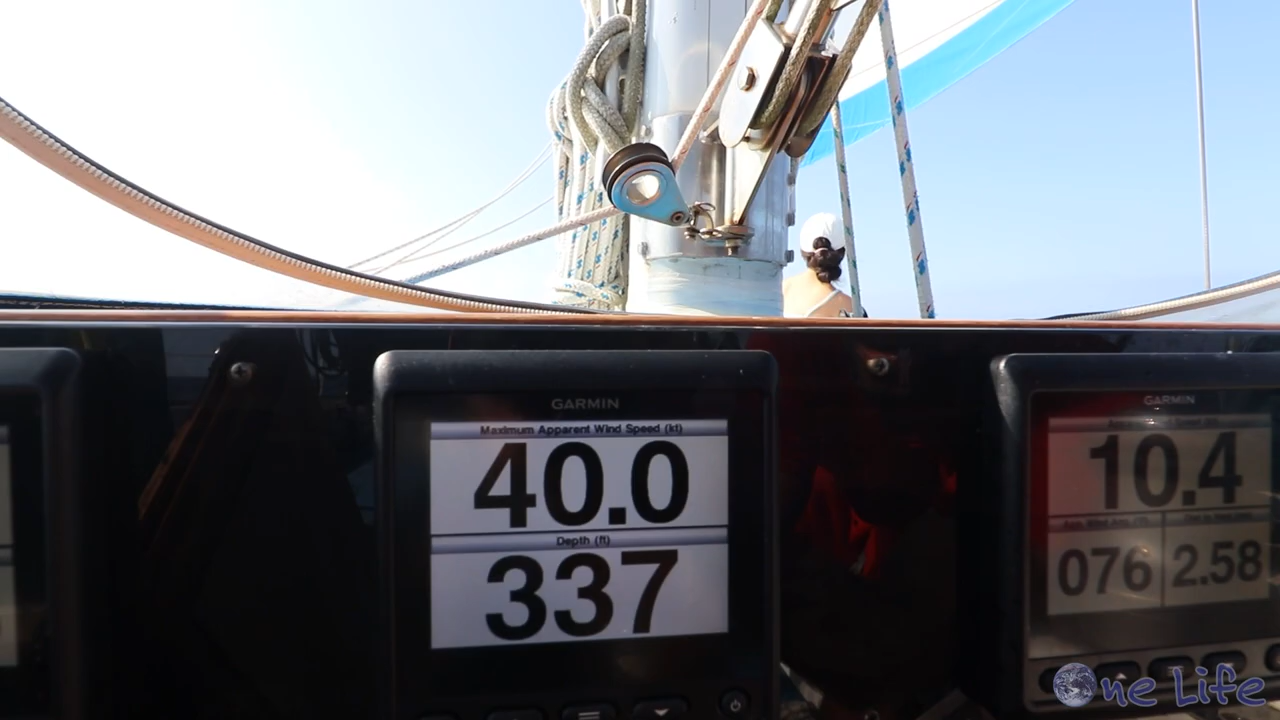 GARMIN
Maximum Apparent Wind Speed (kt)
40.0
Depth (ft)
337
GARMIN
10.4
076 2.58
One Life